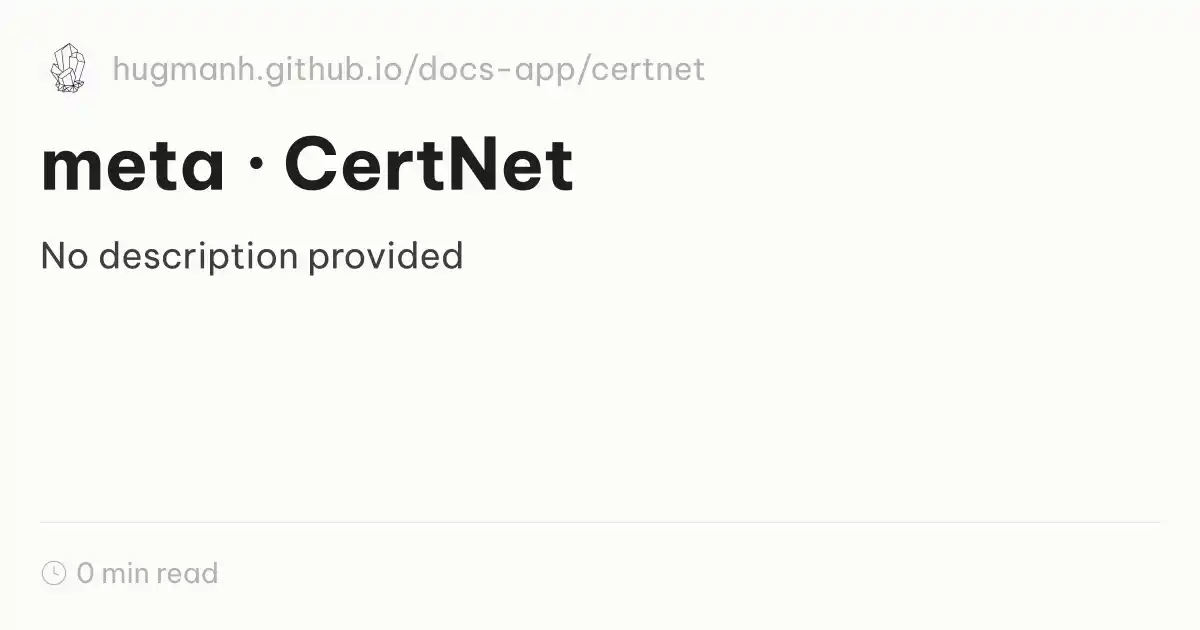 hugmanh.github.io/docs-app/certnet
meta · CertNet
No description provided
0 min read